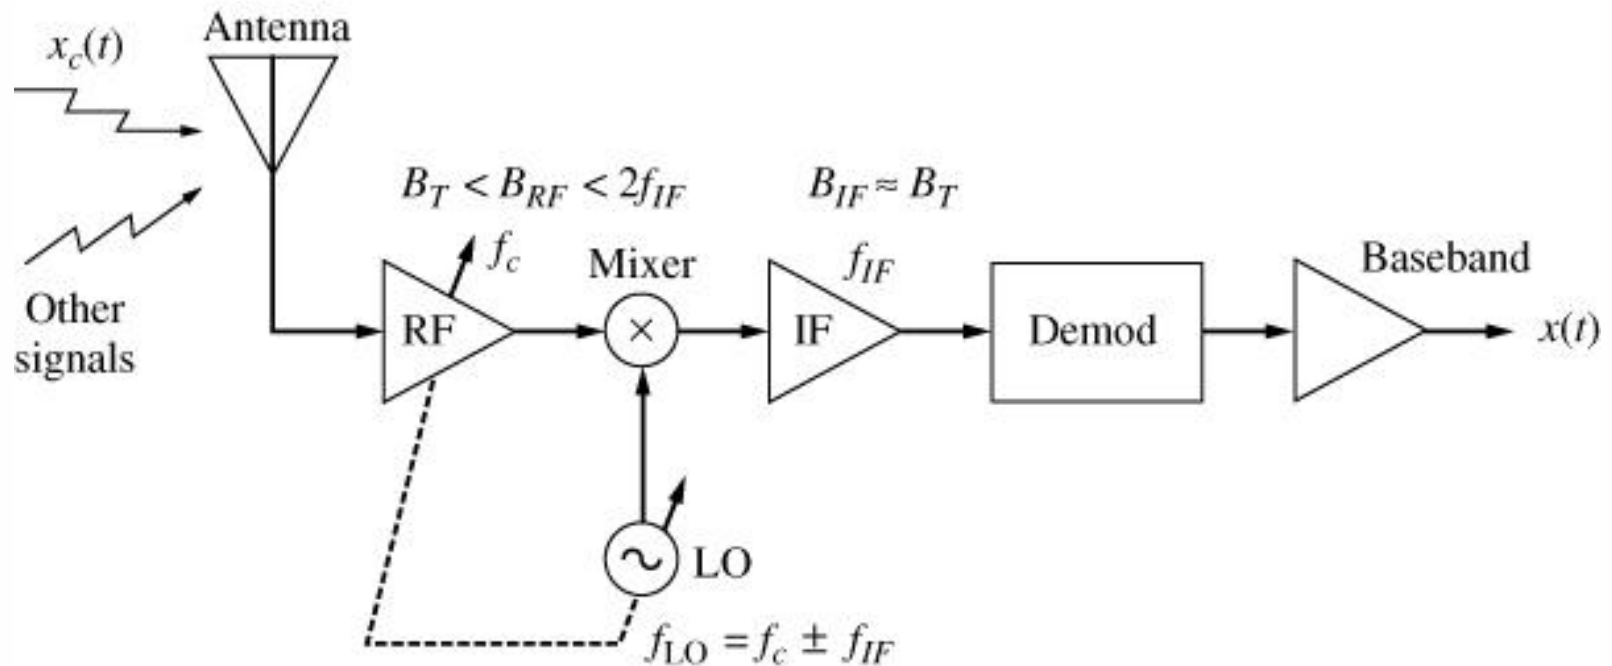 Antenna
x_c(t)
B_T < B_RF < 2f_IF
B_IF ≈ B_T
f_c
Mixer
f_IF
Baseband
Other
signals
RF
×
IF
Demod
x(t)
LO
f_LO = f_c ± f_IF